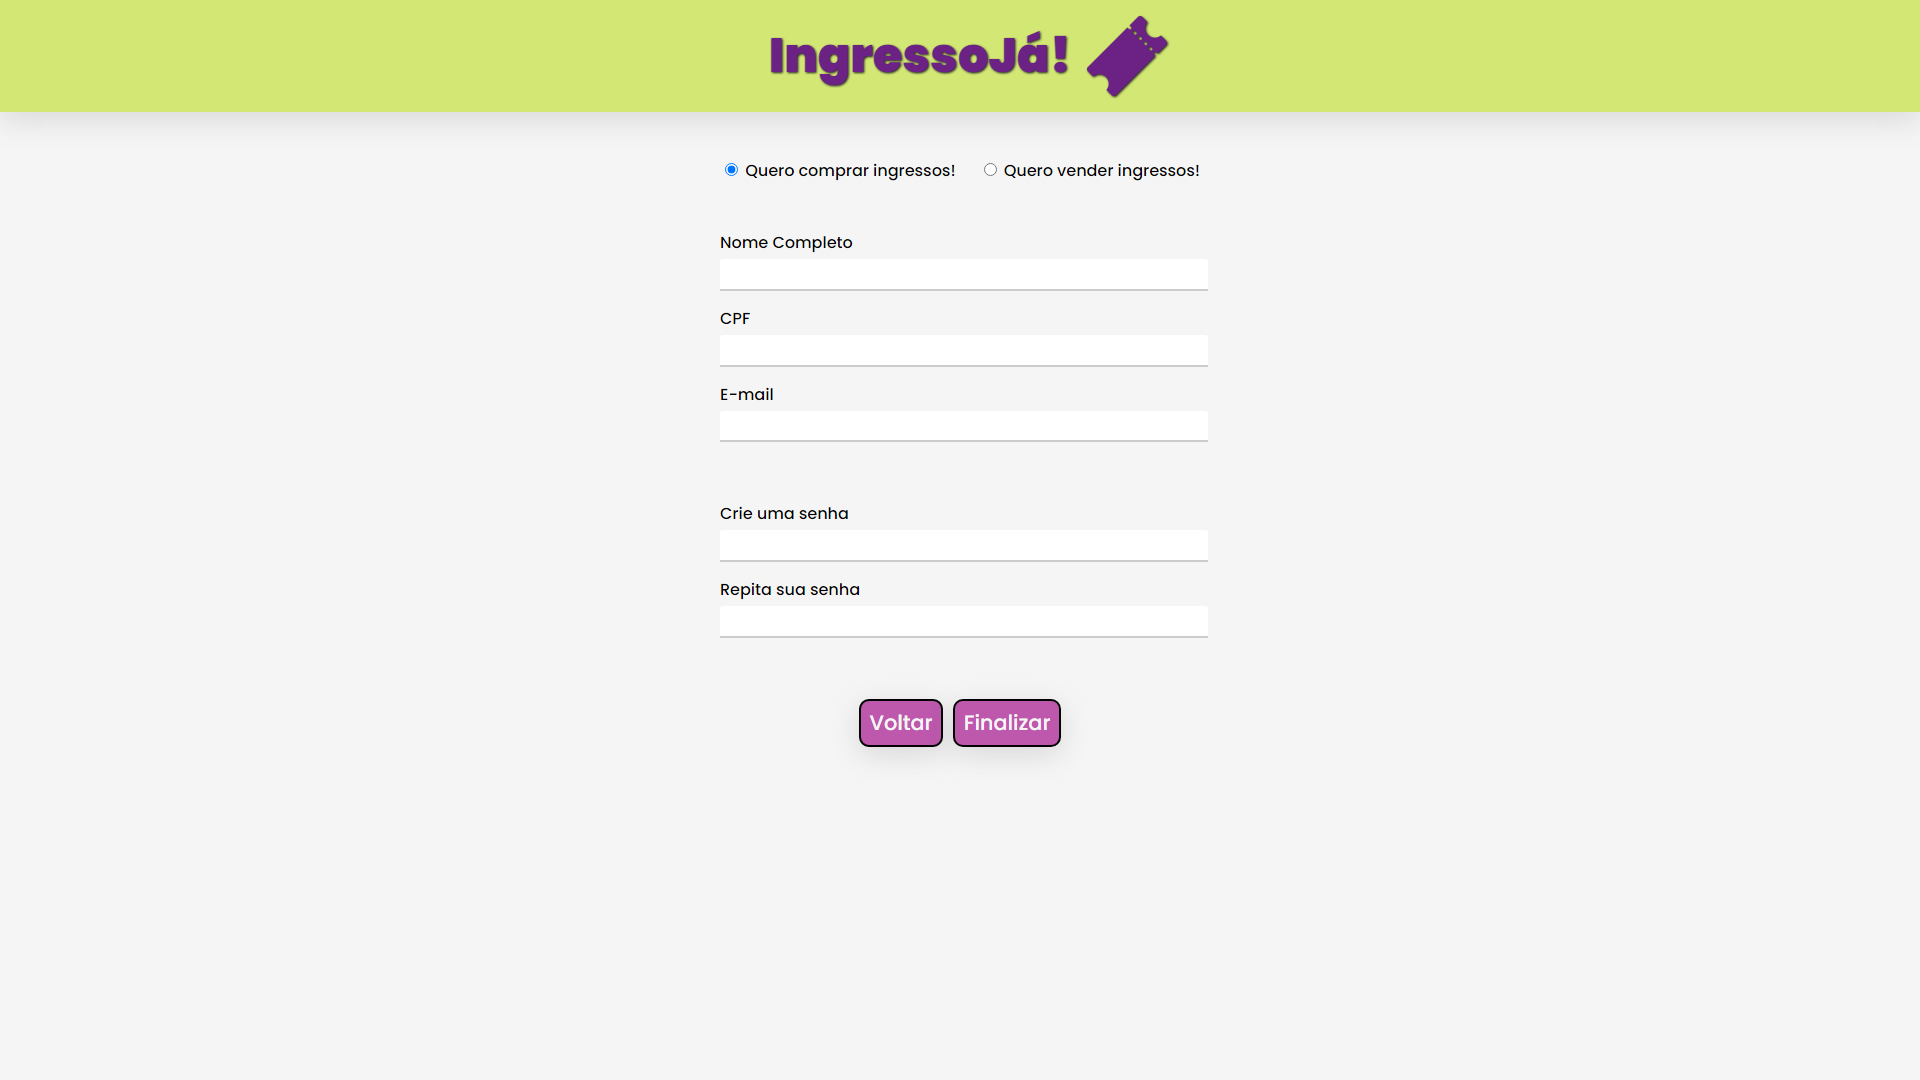 IngressoJá!
Quero comprar ingressos! Quero vender ingressos!
Nome Completo
CPF
E-mail
Crie uma senha
Repita sua senha
Voltar Finalizar